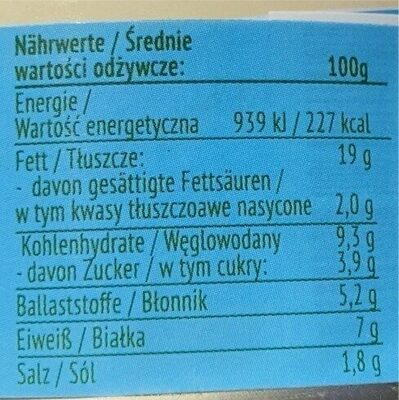 Nährwerte / Średnie
wartości odżywcze: 100g
Energie /
Wartość energetyczna 939 kJ / 227 kcal
Fett / Tłuszcze: 19 g
- davon gesättigte Fettsäuren /
w tym kwasy tłuszczoawe nasycone 2,0 g
Kohlenhydrate / Węglowodany 9,3 g
- davon Zucker / w tym cukry: 3,9 g
Ballaststoffe / Błonnik 5,2 g
Eiweiß / Białka 7 g
Salz / Sól 1,8 g